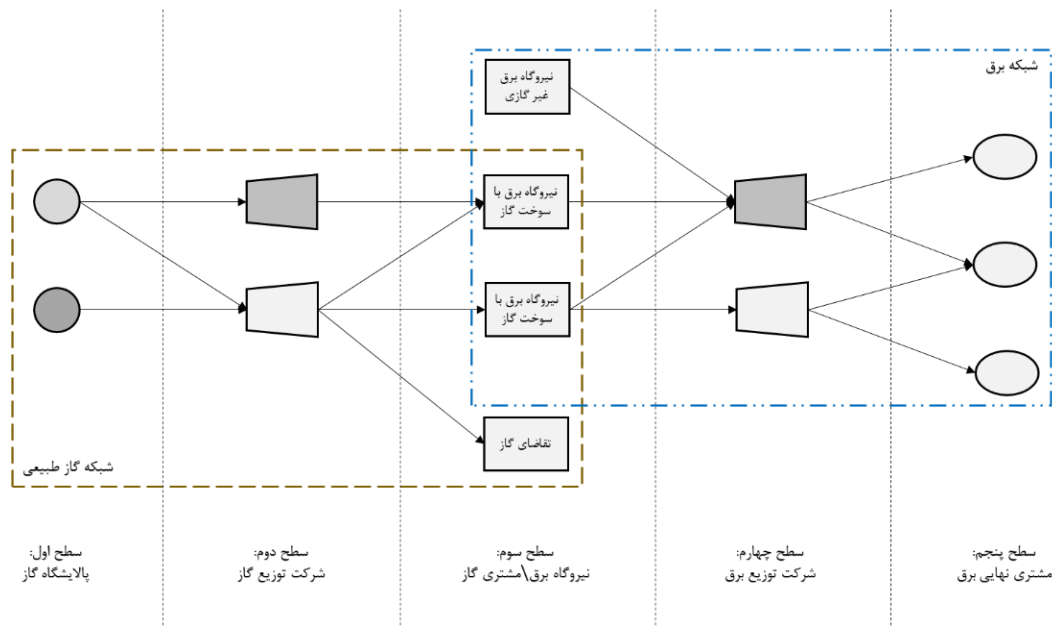 شبکه برق
نیروگاه برق
غیر گازی
نیروگاه برق با
سوخت گاز
نیروگاه برق با
سوخت گاز
تقاضای گاز
شبکه گاز طبیعی
سطح اول:
پالایشگاه گاز
سطح دوم:
شرکت توزیع گاز
سطح سوم:
نیروگاه برق\مشتری گاز
سطح چهارم:
شرکت توزیع برق
سطح پنجم:
مشتری نهایی برق